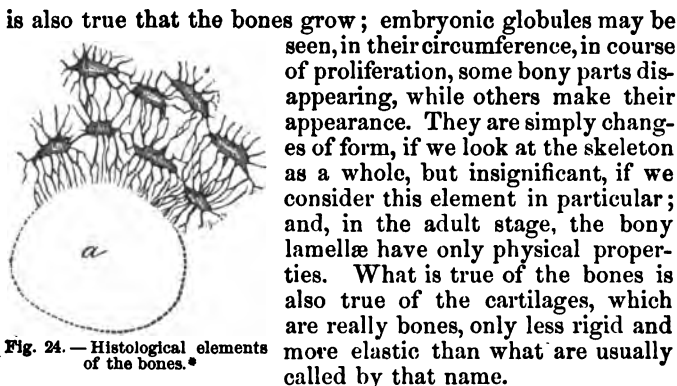 is also true that the bones grow; embryonic globules may be
seen, in their circumference, in course
of proliferation, some bony parts dis-
appearing, while others make their
appearance. They are simply chang-
es of form, if we look at the skeleton
as a whole, but insignificant, if we
consider this element in particular;
and, in the adult stage, the bony
lamellæ have only physical proper-
ties. What is true of the bones is
also true of the cartilages, which
are really bones, only less rigid and
more elastic than what are usually
called by that name.
a
Fig. 24. — Histological elements
of the bones.*